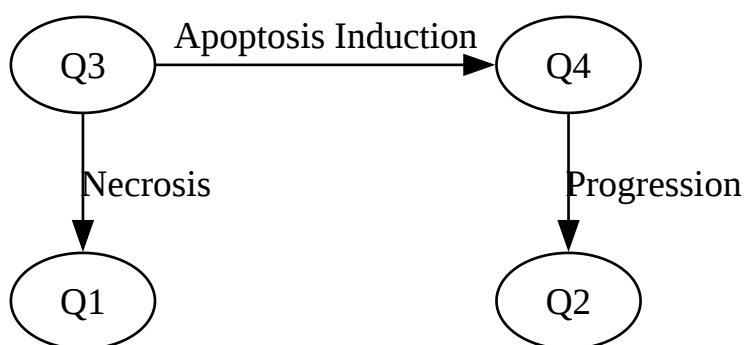 Apoptosis Induction
Q3
Q4
Necrosis
Progression
Q1
Q2